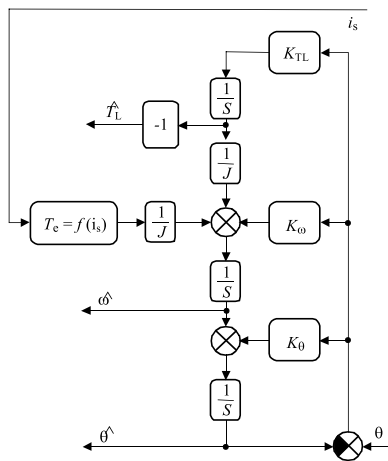 i_s
K_TL
1/S
T̂_L
-1
1/J
T_e = f(i_s)
1/J
K_ω
1/S
ω^
K_θ
1/S
θ^
θ